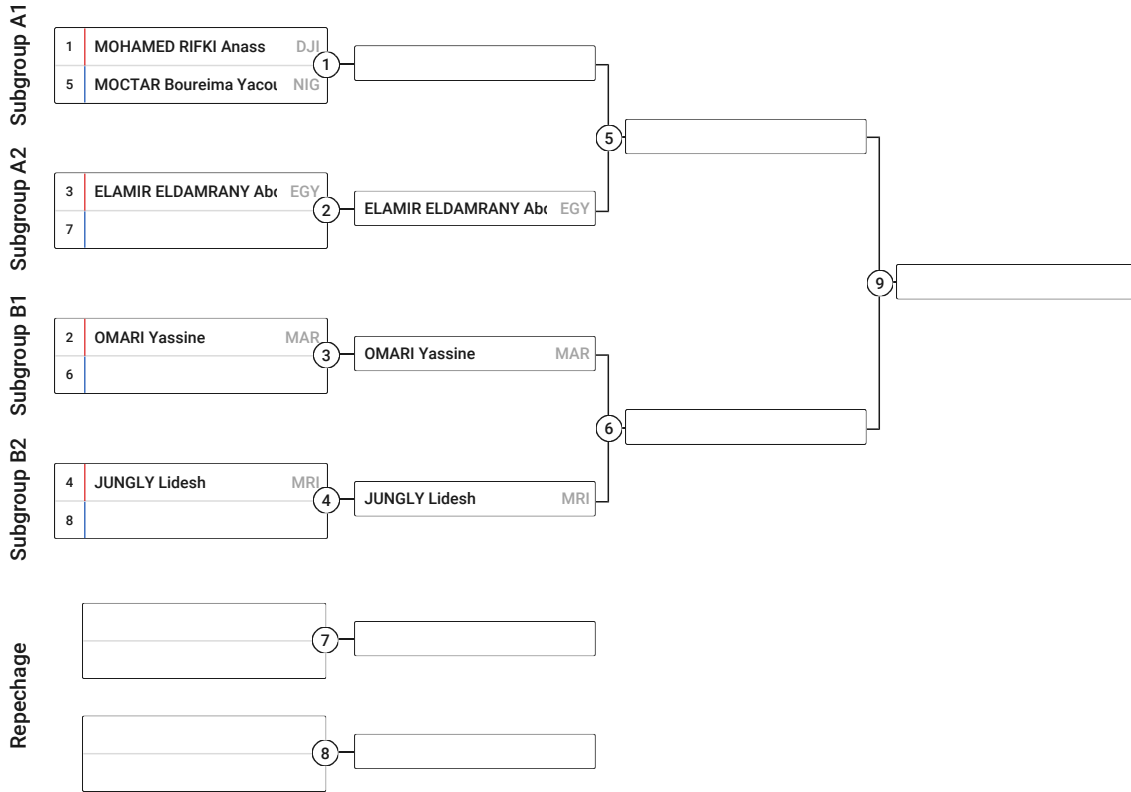 Subgroup A1
1 MOHAMED RIFKI Anass DJI
5 MOCTAR Boureima Yacou NIG
1
Subgroup A2
3 ELAMIR ELDAMRANY Abd EGY
7
2
ELAMIR ELDAMRANY Abd EGY
5
Subgroup B1
2 OMARI Yassine MAR
6
3
OMARI Yassine MAR
Subgroup B2
4 JUNGLY Lidesh MRI
8
4
JUNGLY Lidesh MRI
6
9
Repechage
7
8